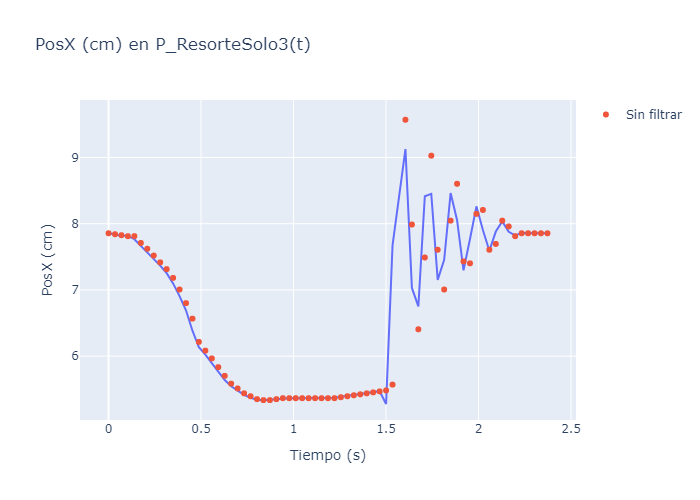 PosX (cm) en P_ResorteSolo3(t)
Sin filtrar
9
8
7
6
PosX (cm)
0
0.5
1
1.5
2
2.5
Tiempo (s)